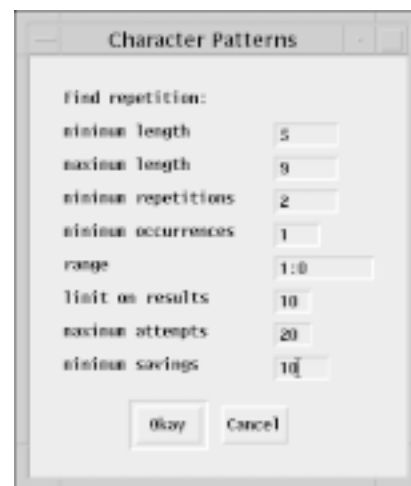 Character Patterns
Find repetition:
minimum length 5
maximum length 9
minimum repetitions 2
minimum occurrences 1
range 1:0
limit on results 10
maximum attempts 20
minimum savings 10
Okay Cancel